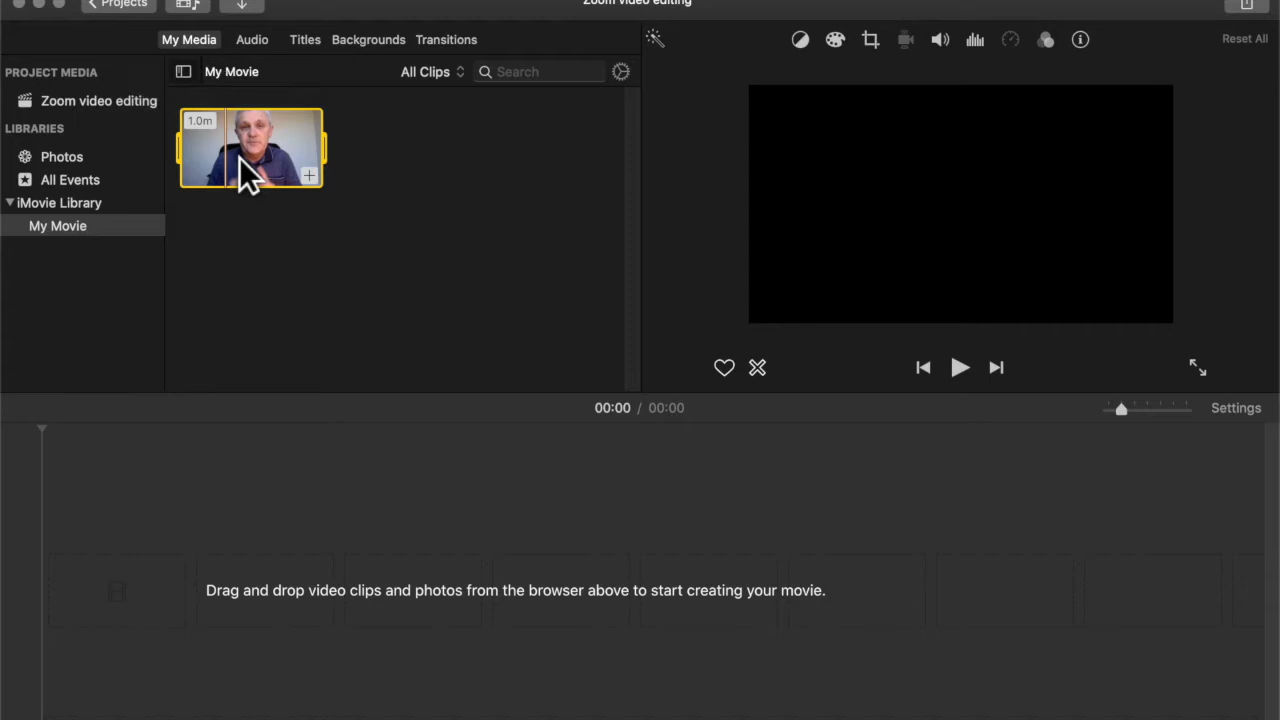 Projects
Zoom video editing
My Media Audio Titles Backgrounds Transitions
Reset All
PROJECT MEDIA
My Movie All Clips Search
Zoom video editing
1.0m
LIBRARIES
Photos
All Events
iMovie Library
My Movie
00:00 / 00:00 Settings
Drag and drop video clips and photos from the browser above to start creating your movie.